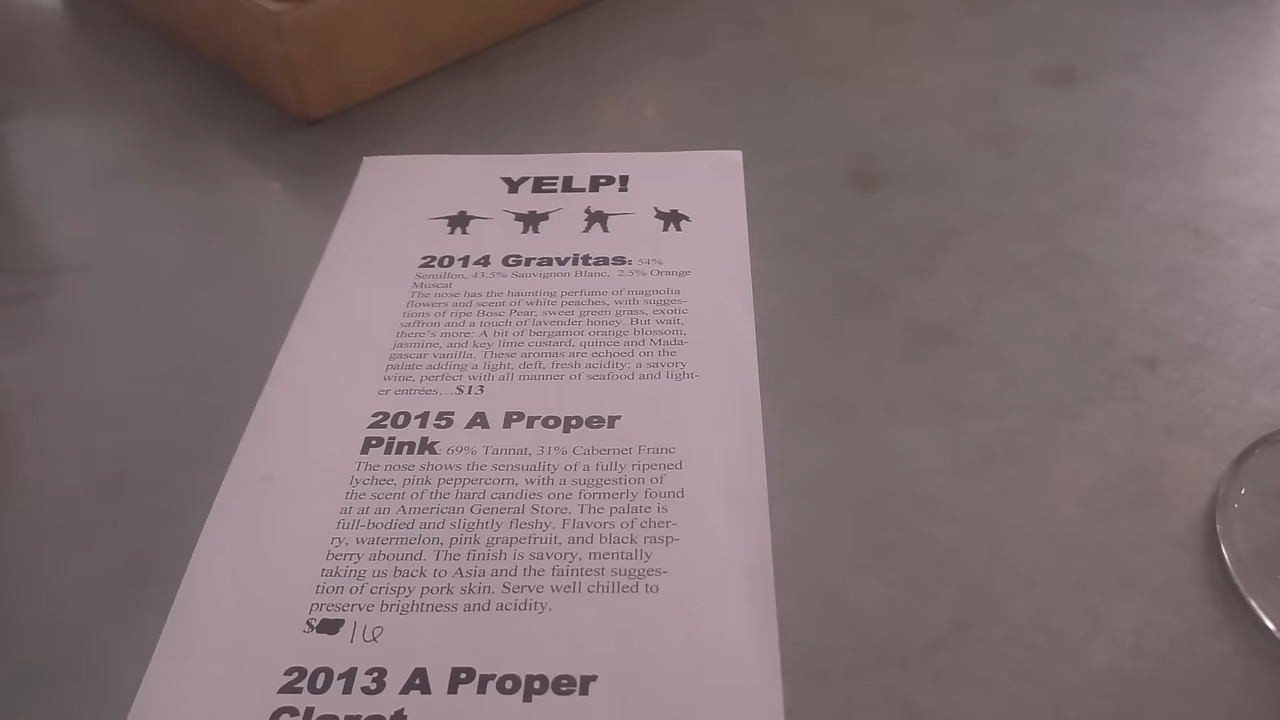 YELP!
2014 Gravitas: 54%
Semillon, 43.5% Sauvignon Blanc, 2.5% Orange
Muscat
The nose has the haunting perfume of magnolia
flowers and scent of white peaches, with sugges-
tions of ripe Bosc Pear, sweet green grass, exotic
saffron and a touch of lavender honey. But wait,
there's more: A bit of bergamot orange blossom,
jasmine, and key lime custard, quince and Mada-
gascar vanilla. These aromas are echoed on the
palate adding a light, deft, fresh acidity; a savory
wine, perfect with all manner of seafood and light-
er entrées...$13
2015 A Proper
Pink: 69% Tannat, 31% Cabernet Franc
The nose shows the sensuality of a fully ripened
lychee, pink peppercorn, with a suggestion of
the scent of the hard candies one formerly found
at at an American General Store. The palate is
full-bodied and slightly fleshy. Flavors of cher-
ry, watermelon, pink grapefruit, and black rasp-
berry abound. The finish is savory, mentally
taking us back to Asia and the faintest sugges-
tion of crispy pork skin. Serve well chilled to
preserve brightness and acidity.
$ 16
2013 A Proper
Claret